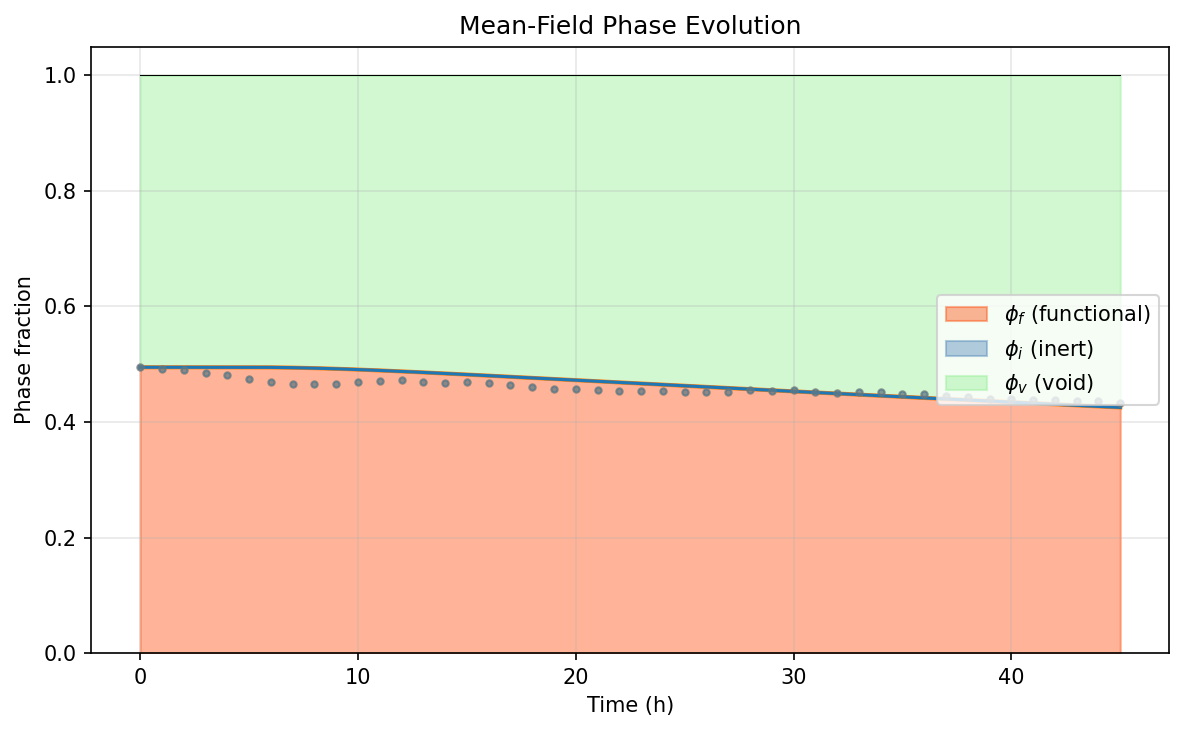 Mean-Field Phase Evolution
1.0
0.8
0.6
0.4
0.2
0.0
Phase fraction
ϕf (functional)
ϕi (inert)
ϕv (void)
0 10 20 30 40
Time (h)